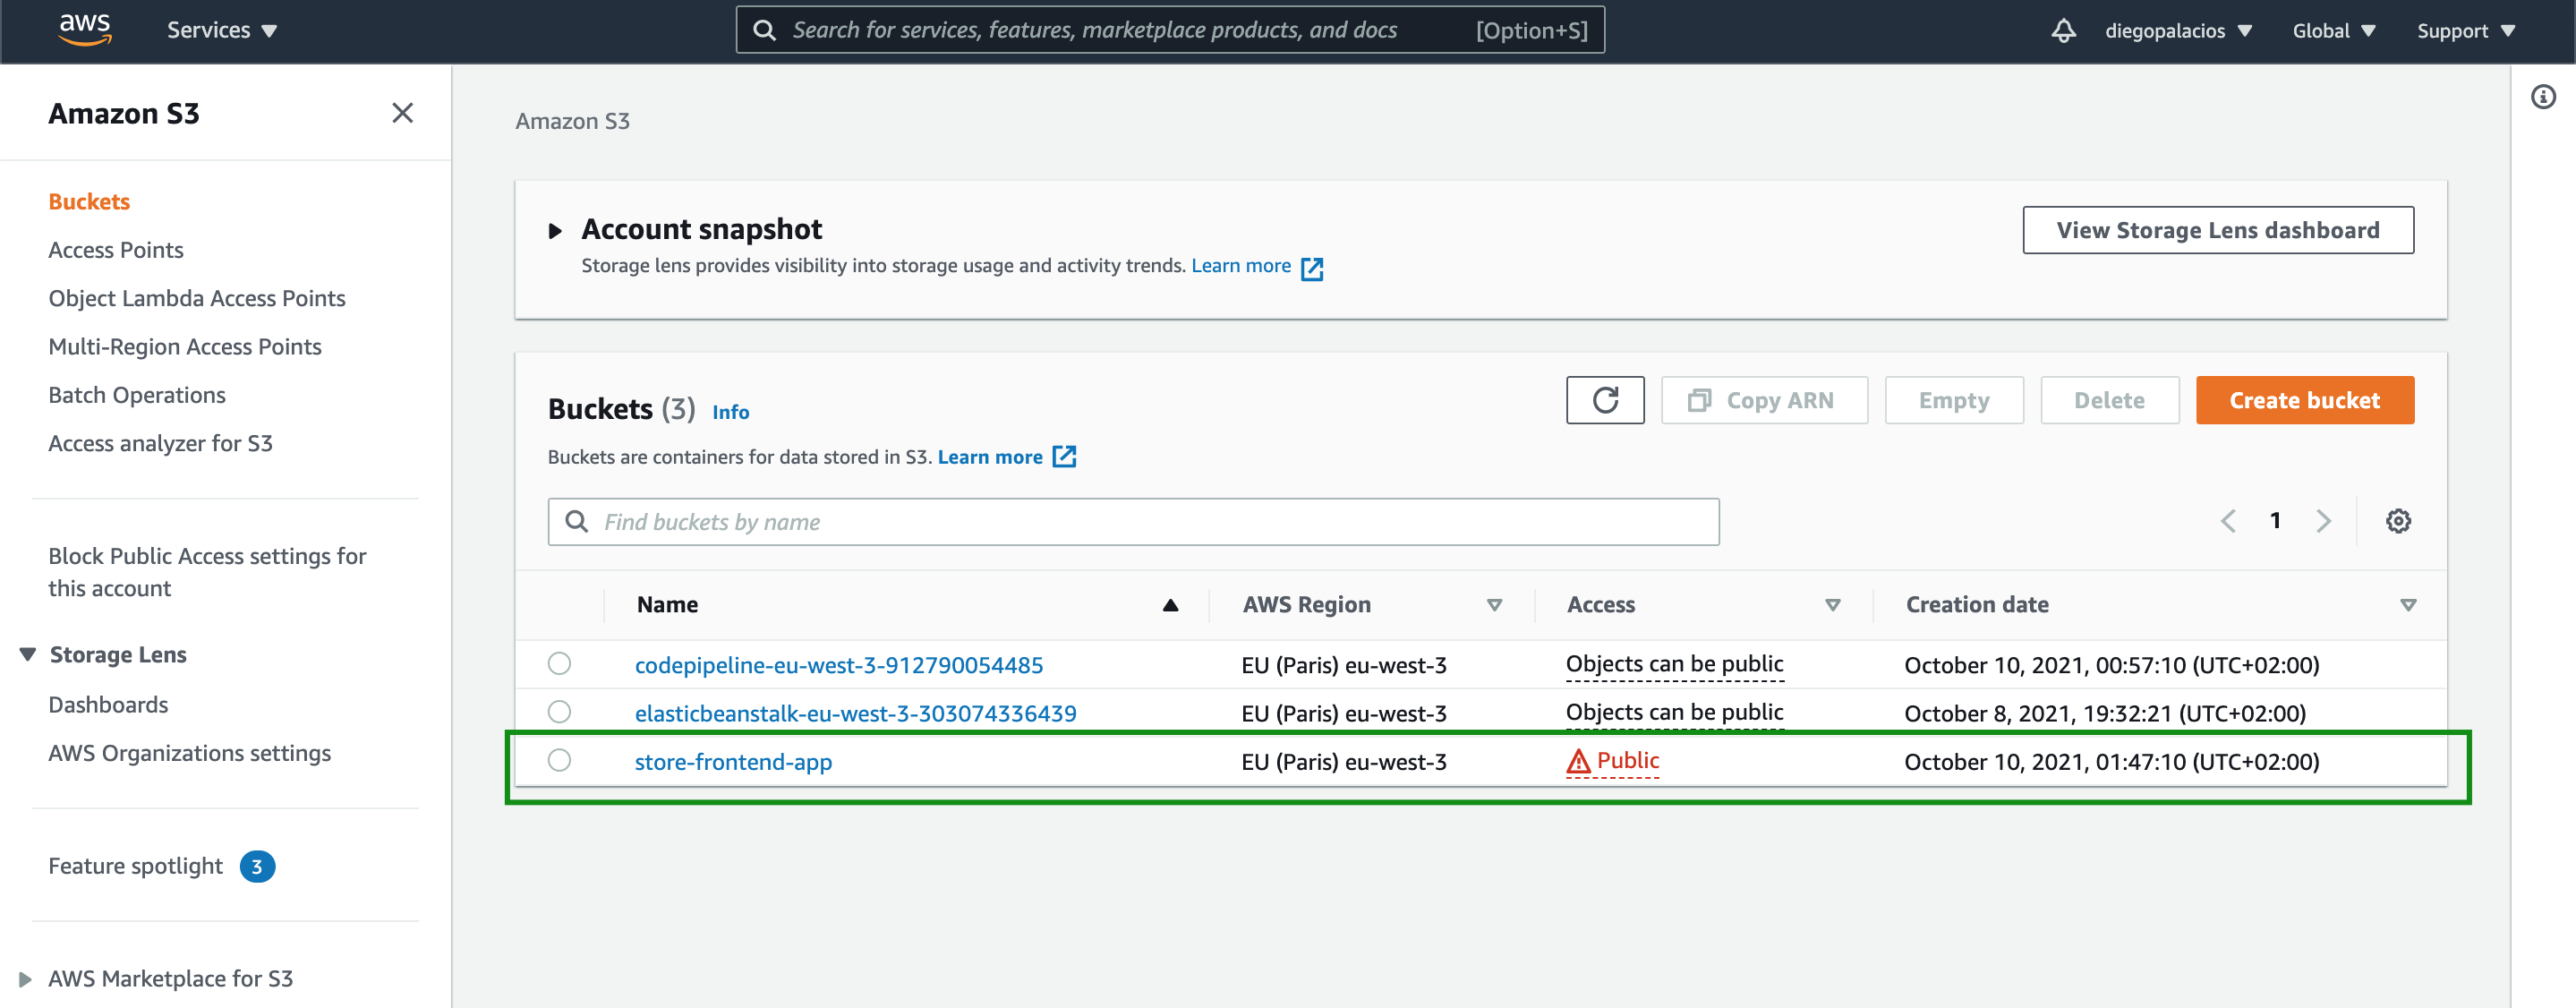 aws
Services
Search for services, features, marketplace products, and docs [Option+S]
diegopalacios
Global
Support
Amazon S3
Buckets
Access Points
Object Lambda Access Points
Multi-Region Access Points
Batch Operations
Access analyzer for S3
Block Public Access settings for
this account
Storage Lens
Dashboards
AWS Organizations settings
Feature spotlight 3
AWS Marketplace for S3
Amazon S3
Account snapshot
Storage lens provides visibility into storage usage and activity trends. Learn more
View Storage Lens dashboard
Buckets (3) Info
Buckets are containers for data stored in S3. Learn more
Copy ARN
Empty
Delete
Create bucket
Find buckets by name
1
Name AWS Region Access Creation date
codepipeline-eu-west-3-912790054485 EU (Paris) eu-west-3 Objects can be public October 10, 2021, 00:57:10 (UTC+02:00)
elasticbeanstalk-eu-west-3-303074336439 EU (Paris) eu-west-3 Objects can be public October 8, 2021, 19:32:21 (UTC+02:00)
store-frontend-app EU (Paris) eu-west-3 Public October 10, 2021, 01:47:10 (UTC+02:00)